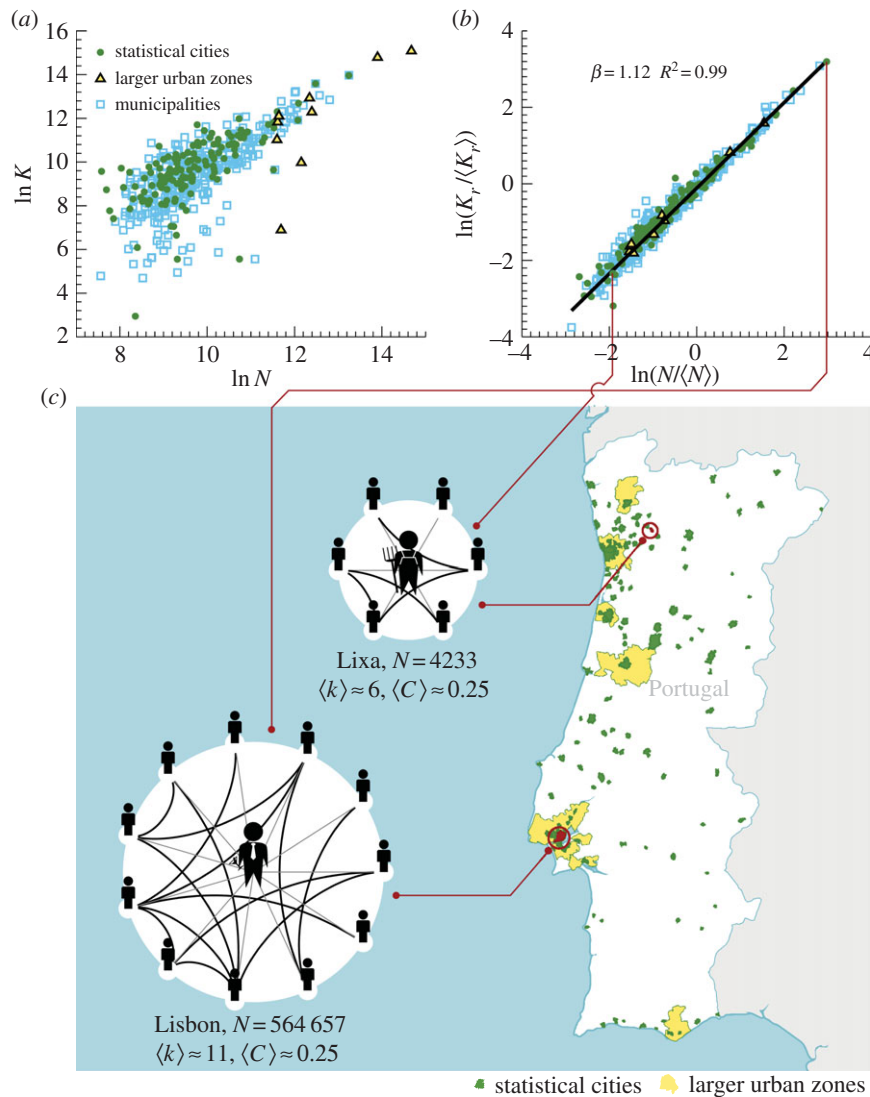 (a)
16
14
12
10
8
6
4
2
ln K
statistical cities
larger urban zones
municipalities
8
10
12
14
ln N
(b)
4
2
0
−2
−4
ln(K_r/⟨K_r⟩)
β = 1.12 R² = 0.99
−4
−2
0
2
4
ln(N/⟨N⟩)
(c)
Lixa, N = 4233
⟨k⟩ ≈ 6, ⟨C⟩ ≈ 0.25
Portugal
Lisbon, N = 564 657
⟨k⟩ ≈ 11, ⟨C⟩ ≈ 0.25
statistical cities
larger urban zones